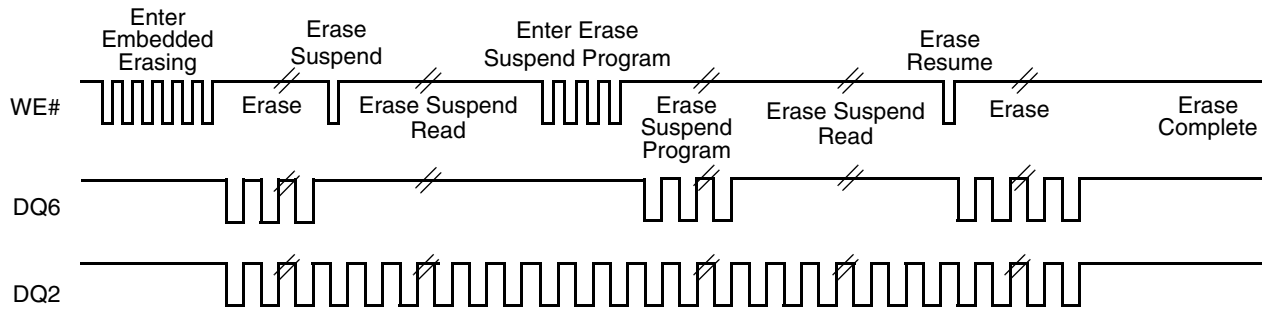 Enter
Embedded
Erasing
Erase
Suspend
Enter Erase
Suspend Program
Erase
Resume
WE#
Erase
Erase Suspend
Read
Erase
Suspend
Program
Erase Suspend
Read
Erase
Erase
Complete
DQ6
DQ2